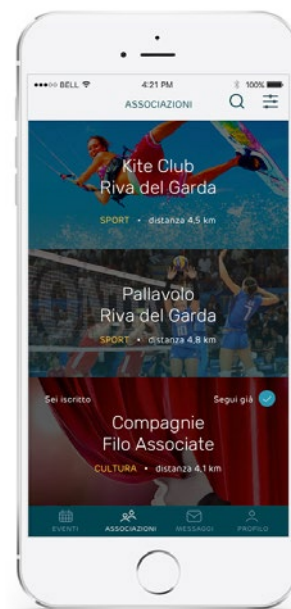 ●●●○○ BELL 4:21 PM 100%
ASSOCIAZIONI
Kite Club
Riva del Garda
SPORT • distanza 4,5 km
Pallavolo
Riva del Garda
SPORT • distanza 4,8 km
Sei iscritto Segui già
Compagnie
Filo Associate
CULTURA • distanza 4,1 km
EVENTI ASSOCIAZIONI MESSAGGI PROFILO